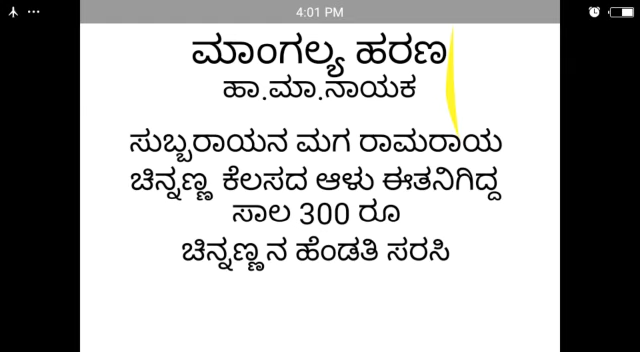 4:01 PM
ಮಾಂಗಲ್ಯ ಹರಣ
ಹಾ.ಮಾ.ನಾಯಕ
ಸುಬ್ಬರಾಯನ ಮಗ ರಾಮರಾಯ
ಚಿನ್ನಣ್ಣ ಕೆಲಸದ ಆಳು ಈತನಿಗಿದ್ದ
ಸಾಲ 300 ರೂ
ಚಿನ್ನಣ್ಣನ ಹೆಂಡತಿ ಸರಸಿ